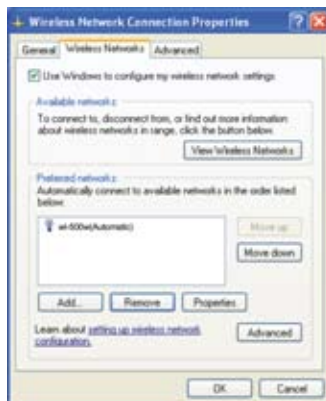 Wireless Network Connection Properties
General Wireless Networks Advanced
Use Windows to configure my wireless network settings
Available networks:
To connect to, disconnect from, or find out more information
about wireless networks in range, click the button below.
View Wireless Networks
Preferred networks:
Automatically connect to available networks in the order listed
below:
(Automatic)
Move up
Move down
Add... Remove Properties
Learn about setting up wireless network
configuration.
Advanced
OK Cancel